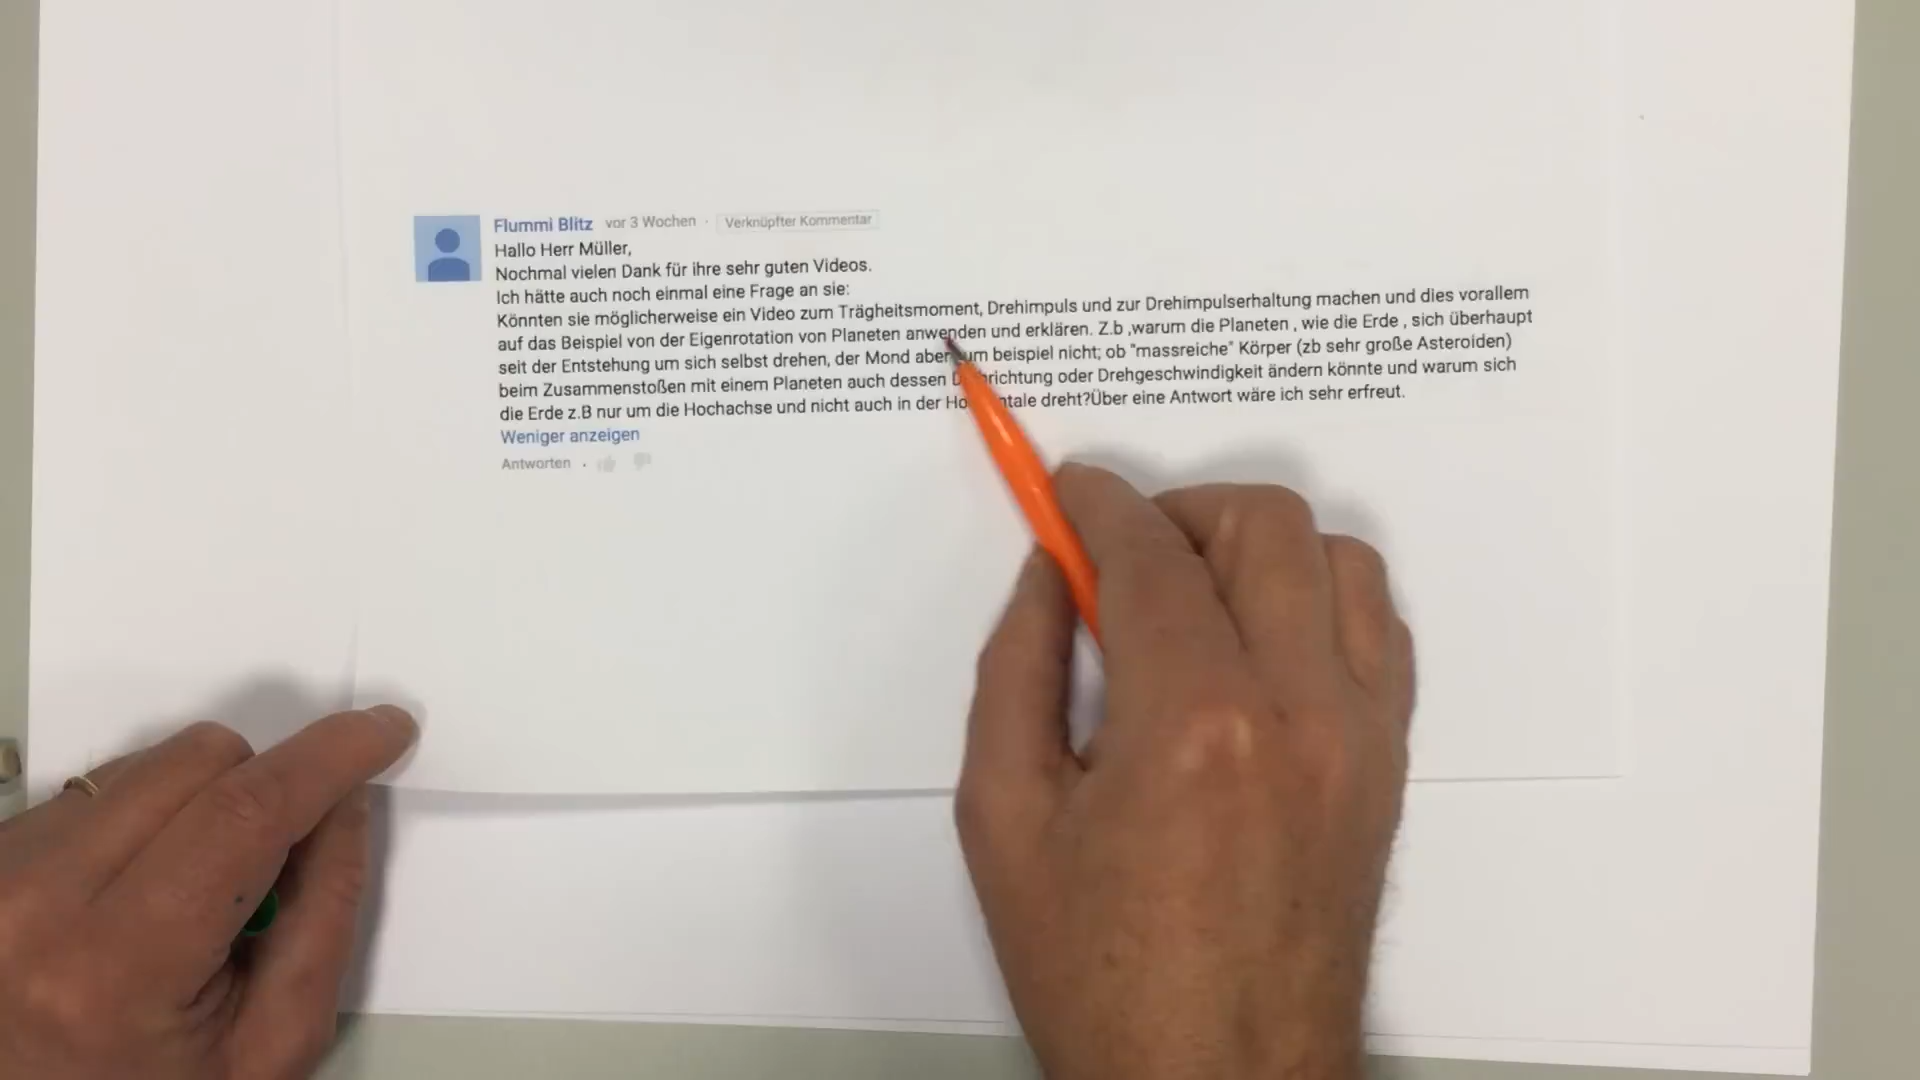 Flummi Blitz vor 3 Wochen · Verknüpfter Kommentar
Hallo Herr Müller,
Nochmal vielen Dank für ihre sehr guten Videos.
Ich hätte auch noch einmal eine Frage an sie:
Könnten sie möglicherweise ein Video zum Trägheitsmoment, Drehimpuls und zur Drehimpulserhaltung machen und dies vorallem
auf das Beispiel von der Eigenrotation von Planeten anwenden und erklären. Z.b ,warum die Planeten , wie die Erde , sich überhaupt
seit der Entstehung um sich selbst drehen, der Mond aber beispiel nicht; ob "massreiche" Körper (zb sehr große Asteroiden)
beim Zusammenstoßen mit einem Planeten auch dessen oder Drehgeschwindigkeit ändern könnte und warum sich
die Erde z.B nur um die Hochachse und nicht auch in der dreht?Über eine Antwort wäre ich sehr erfreut.
Weniger anzeigen
Antworten ·